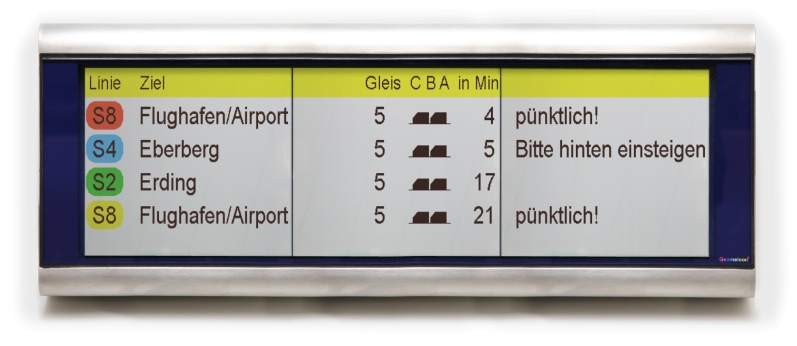 Linie Ziel Gleis C B A in Min
S8 Flughafen/Airport 5 4 pünktlich!
S4 Eberberg 5 5 Bitte hinten einsteigen
S2 Erding 5 17
S8 Flughafen/Airport 5 21 pünktlich!